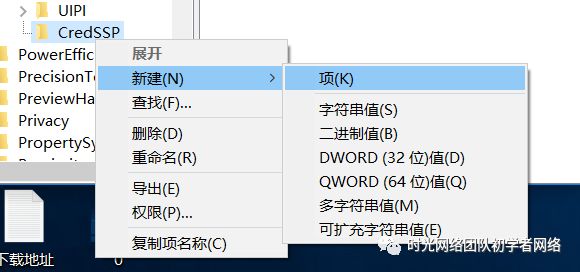 UIPI
CredSSP
PowerEffic
PrecisionTo
PreviewHa
Privacy
PropertySy
展开
新建(N)
查找(F)...
删除(D)
重命名(R)
导出(E)
权限(P)...
复制项名称(C)
项(K)
字符串值(S)
二进制值(B)
DWORD (32 位)值(D)
QWORD (64 位)值(Q)
多字符串值(M)
可扩充字符串值(E)
下载地址
时光网络团队初学者网络